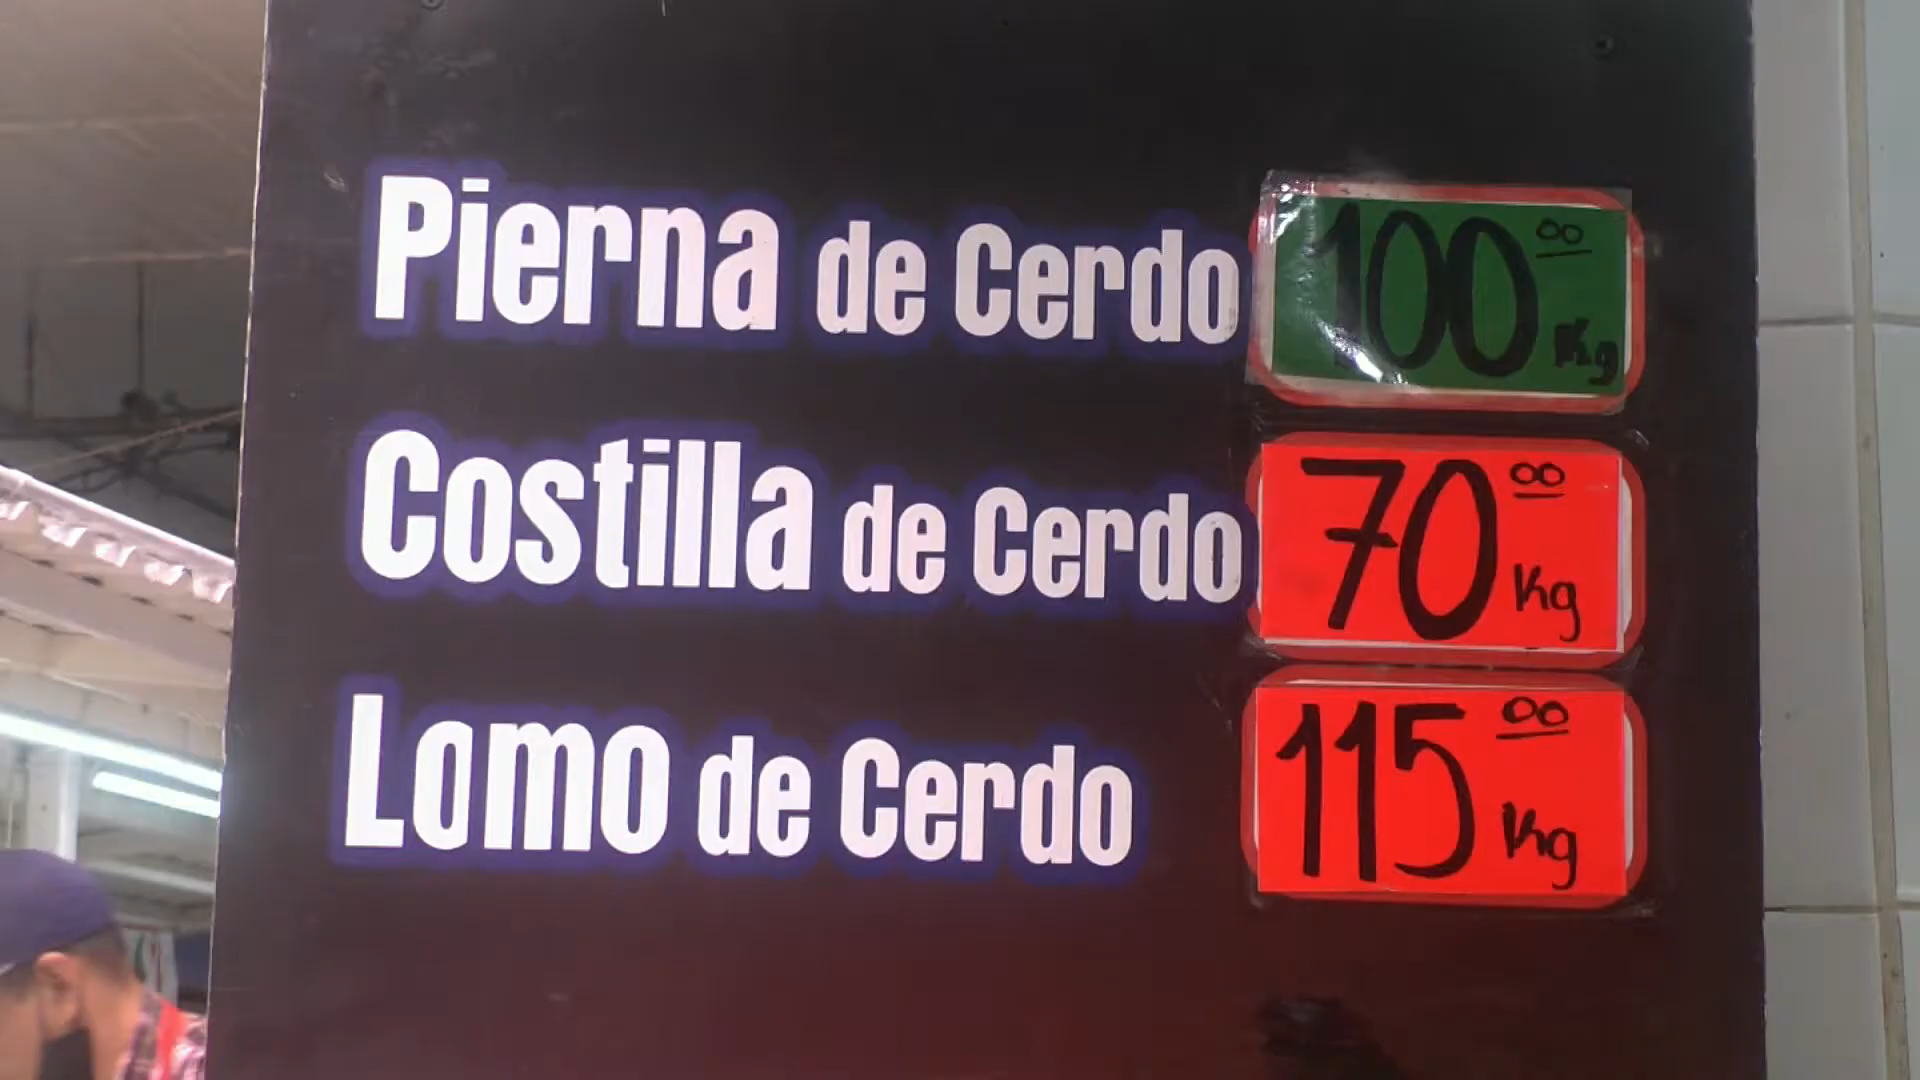 Pierna de Cerdo 100 00 Kg
Costilla de Cerdo 70 00 Kg
Lomo de Cerdo 115 00 Kg